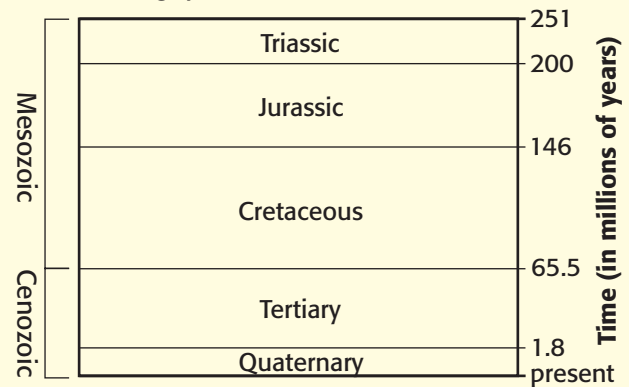 251
Triassic
200
Jurassic
146
Cretaceous
65.5
Tertiary
1.8
Quaternary
present
Mesozoic
Cenozoic
Time (in millions of years)